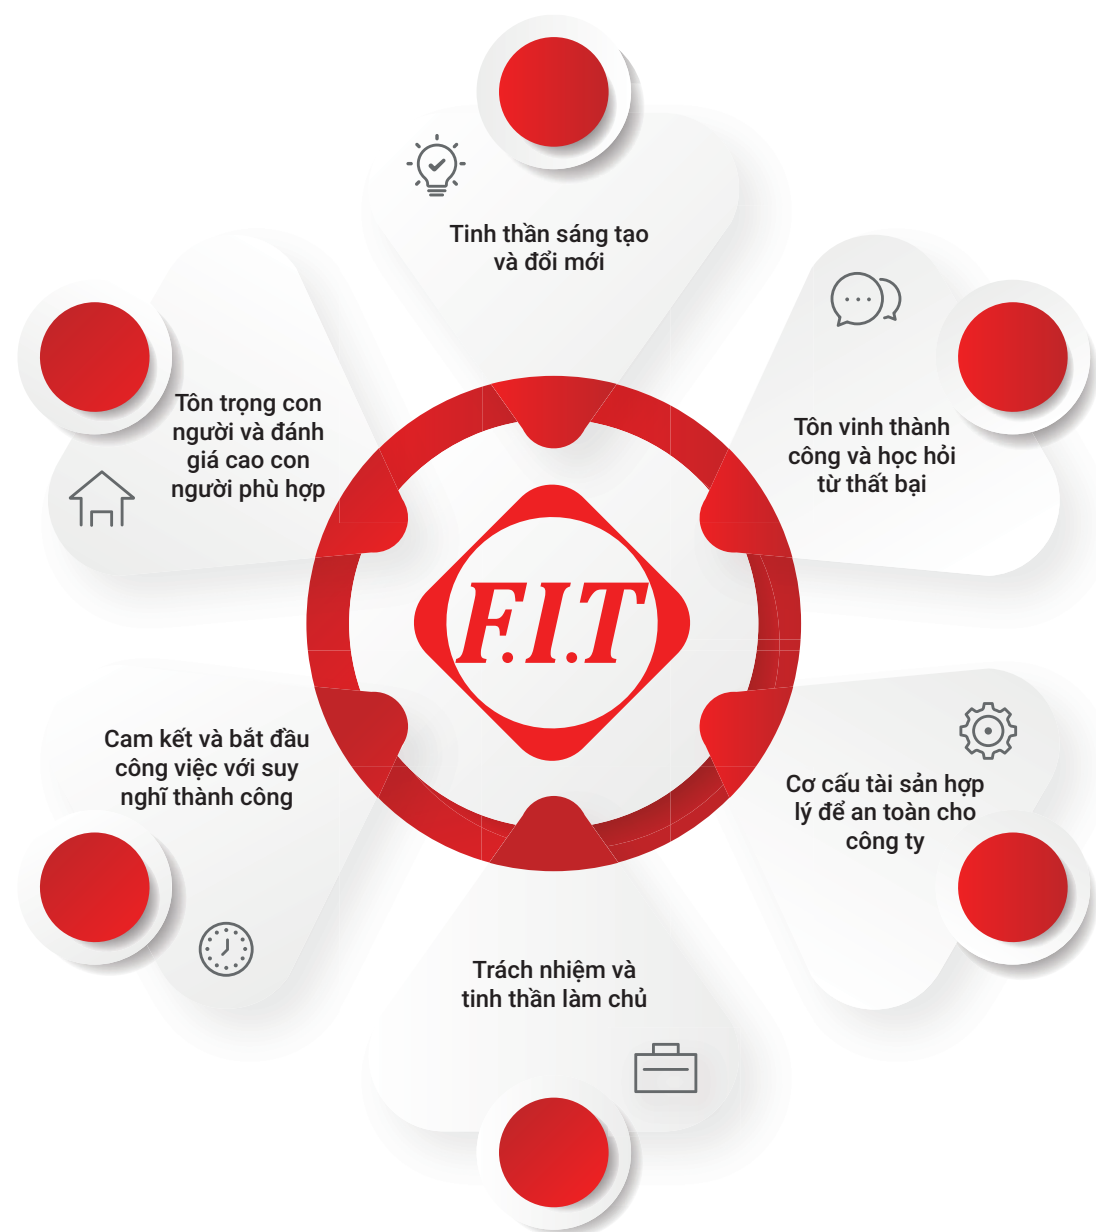 Tinh thần sáng tạo
và đổi mới
Tôn vinh thành
công và học hỏi
từ thất bại
Cơ cấu tài sản hợp
lý để an toàn cho
công ty
Trách nhiệm và
tinh thần làm chủ
Cam kết và bắt đầu
công việc với suy
nghĩ thành công
Tôn trọng con
người và đánh
giá cao con
người phù hợp
F.I.T